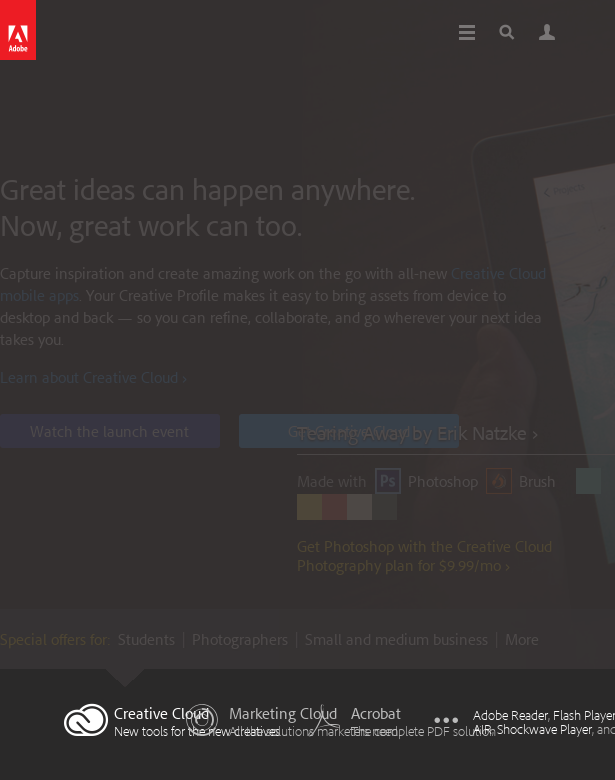 Adobe
Great ideas can happen anywhere.
Now, great work can too.
Capture inspiration and create amazing work on the go with all-new Creative Cloud
mobile apps. Your Creative Profile makes it easy to bring assets from device to
desktop and back — so you can refine, collaborate, and go wherever your next idea
takes you.
Learn about Creative Cloud ›
Watch the launch event
Tearing Away by Erik Natzke ›
Made with Ps Photoshop Brush
Get Photoshop with the Creative Cloud
Photography plan for $9.99/mo ›
Special offers for: Students | Photographers | Small and medium business | More
Creative Cloud Marketing Cloud Acrobat Adobe Reader, Flash Player
New tools for the new creatives All the solutions marketers need. The complete PDF solution. AIR, Shockwave Player, and